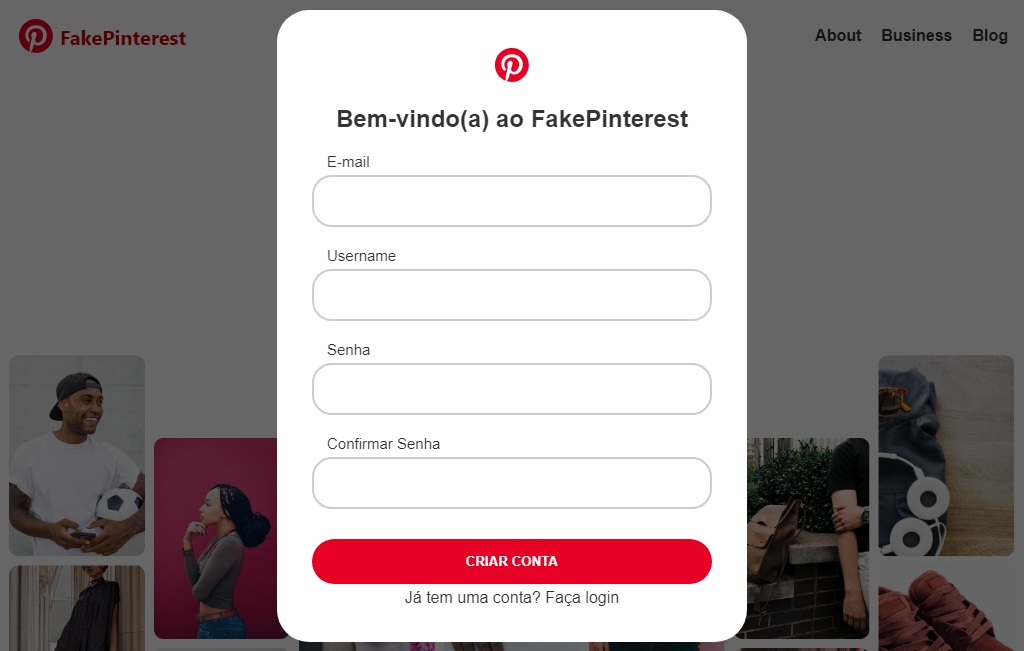 FakePinterest
About Business Blog
Bem-vindo(a) ao FakePinterest
E-mail
Username
Senha
Confirmar Senha
CRIAR CONTA
Já tem uma conta? Faça login